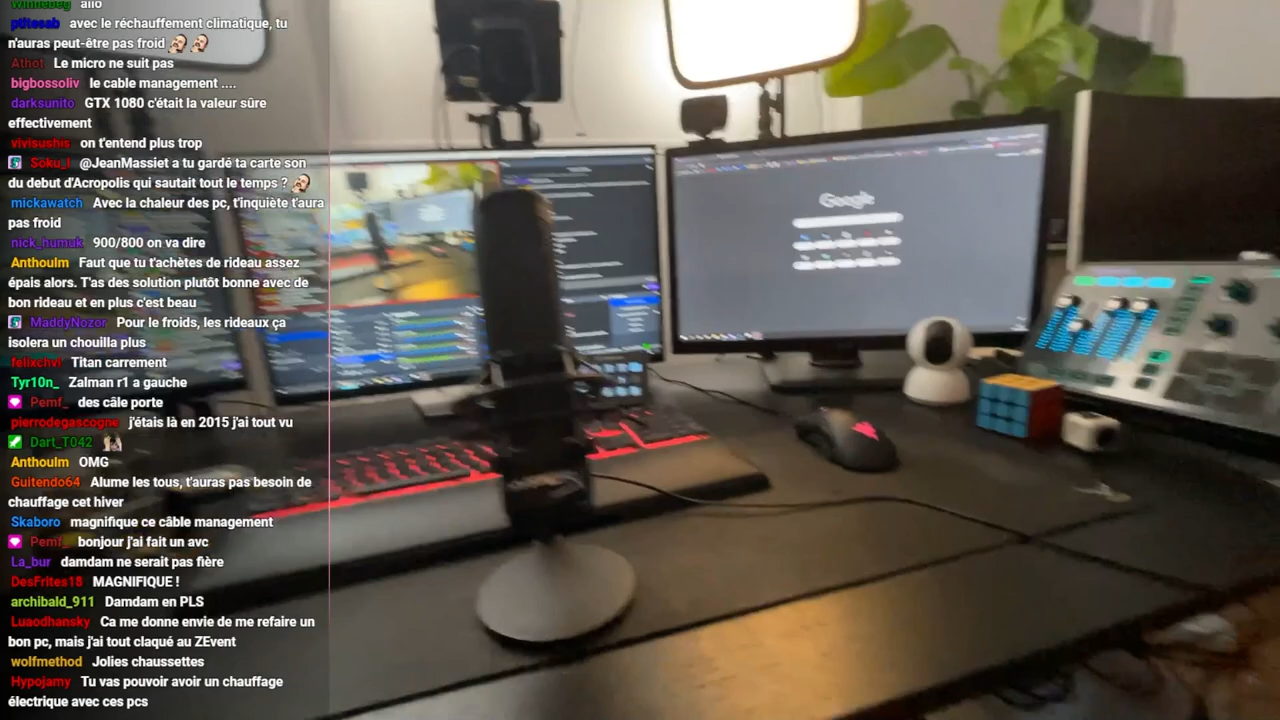 Winnebeg allo
ptitesab avec le réchauffement climatique, tu
n'auras peut-être pas froid
Athot Le micro ne suit pas
bigbossoliv le cable management ....
darksunito GTX 1080 c'était la valeur sûre
effectivement
vivisushis on t'entend plus trop
Soku_I @JeanMassiet a tu gardé ta carte son
du debut d'Acropolis qui sautait tout le temps ?
mickawatch Avec la chaleur des pc, t'inquiète t'aura
pas froid
nick_humuk 900/800 on va dire
Anthoulm Faut que tu t'achètes de rideau assez
épais alors. T'as des solution plutôt bonne avec de
bon rideau et en plus c'est beau
MaddyNozor Pour le froids, les rideaux ça
isolera un chouilla plus
felixchvl Titan carrement
Tyr10n_ Zalman r1 a gauche
Pemf_ des câle porte
pierrodegascogne j'étais là en 2015 j'ai tout vu
Dart_T042
Anthoulm OMG
Guitendo64 Alume les tous, t'auras pas besoin de
chauffage cet hiver
Skaboro magnifique ce câble management
Pemf_ bonjour j'ai fait un avc
La_bur damdam ne serait pas fière
DesFrites18 MAGNIFIQUE !
archibald_911 Damdam en PLS
Luaodhansky Ca me donne envie de me refaire un
bon pc, mais j'ai tout claqué au ZEvent
wolfmethod Jolies chaussettes
Hypojamy Tu vas pouvoir avoir un chauffage
électrique avec ces pcs
Google